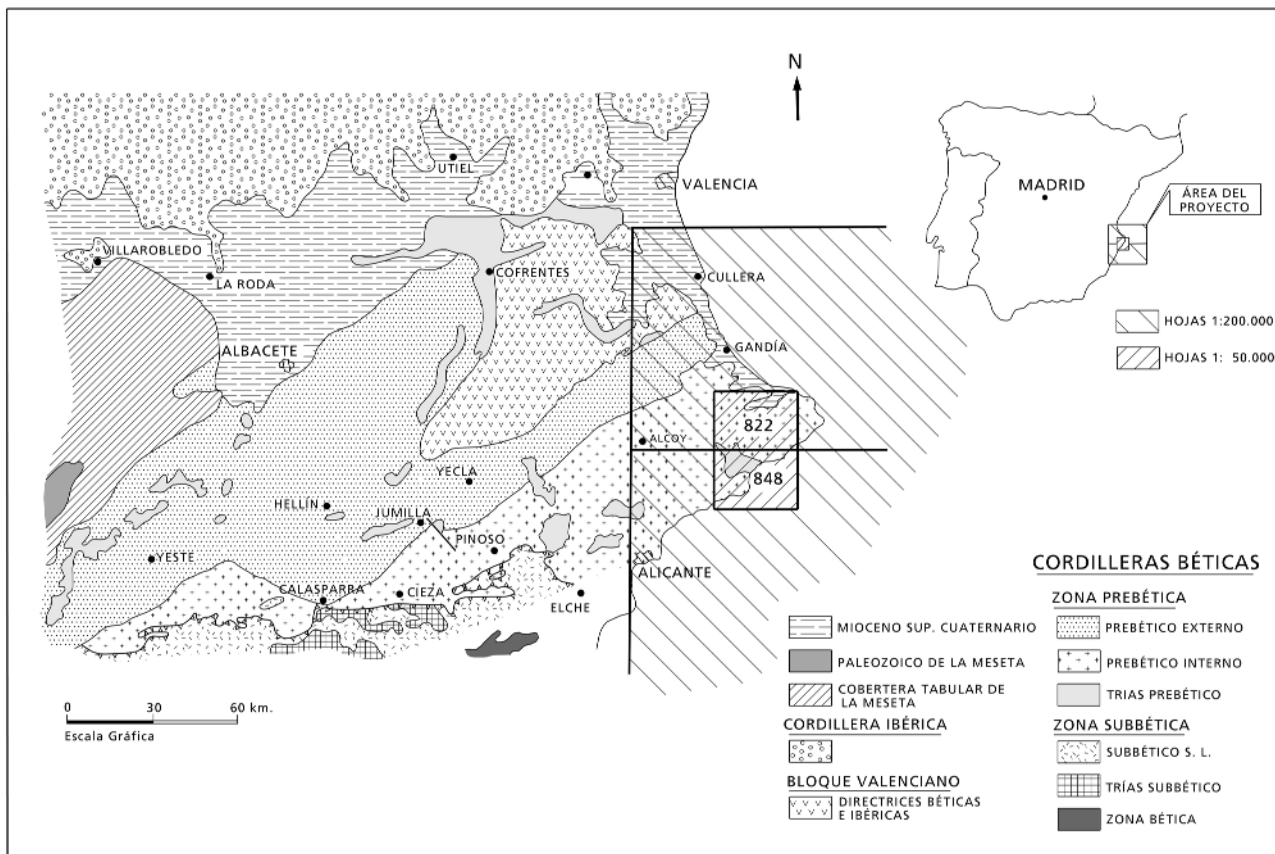 N
UTIEL
VALENCIA
MADRID
ÁREA DEL
PROYECTO
VILLAROBLEDO
LA RODA
COFRENTES
CULLERA
HOJAS 1:200.000
ALBACETE
GANDÍA
HOJAS 1: 50.000
822
ALCOY
YECLA
848
HELLÍN
JUMILLA
PINOSO
YESTE
CALASPARRA
CIEZA
ELCHE
ALICANTE
0 30 60 km.
Escala Gráfica
MIOCENO SUP. CUATERNARIO
PALEOZOICO DE LA MESETA
COBERTERA TABULAR DE
LA MESETA
CORDILLERA IBÉRICA
BLOQUE VALENCIANO
DIRECTRICES BÉTICAS
E IBÉRICAS
CORDILLERAS BÉTICAS
ZONA PREBÉTICA
PREBÉTICO EXTERNO
PREBÉTICO INTERNO
TRIAS PREBÉTICO
ZONA SUBBÉTICA
SUBBÉTICO S. L.
TRÍAS SUBBÉTICO
ZONA BÉTICA